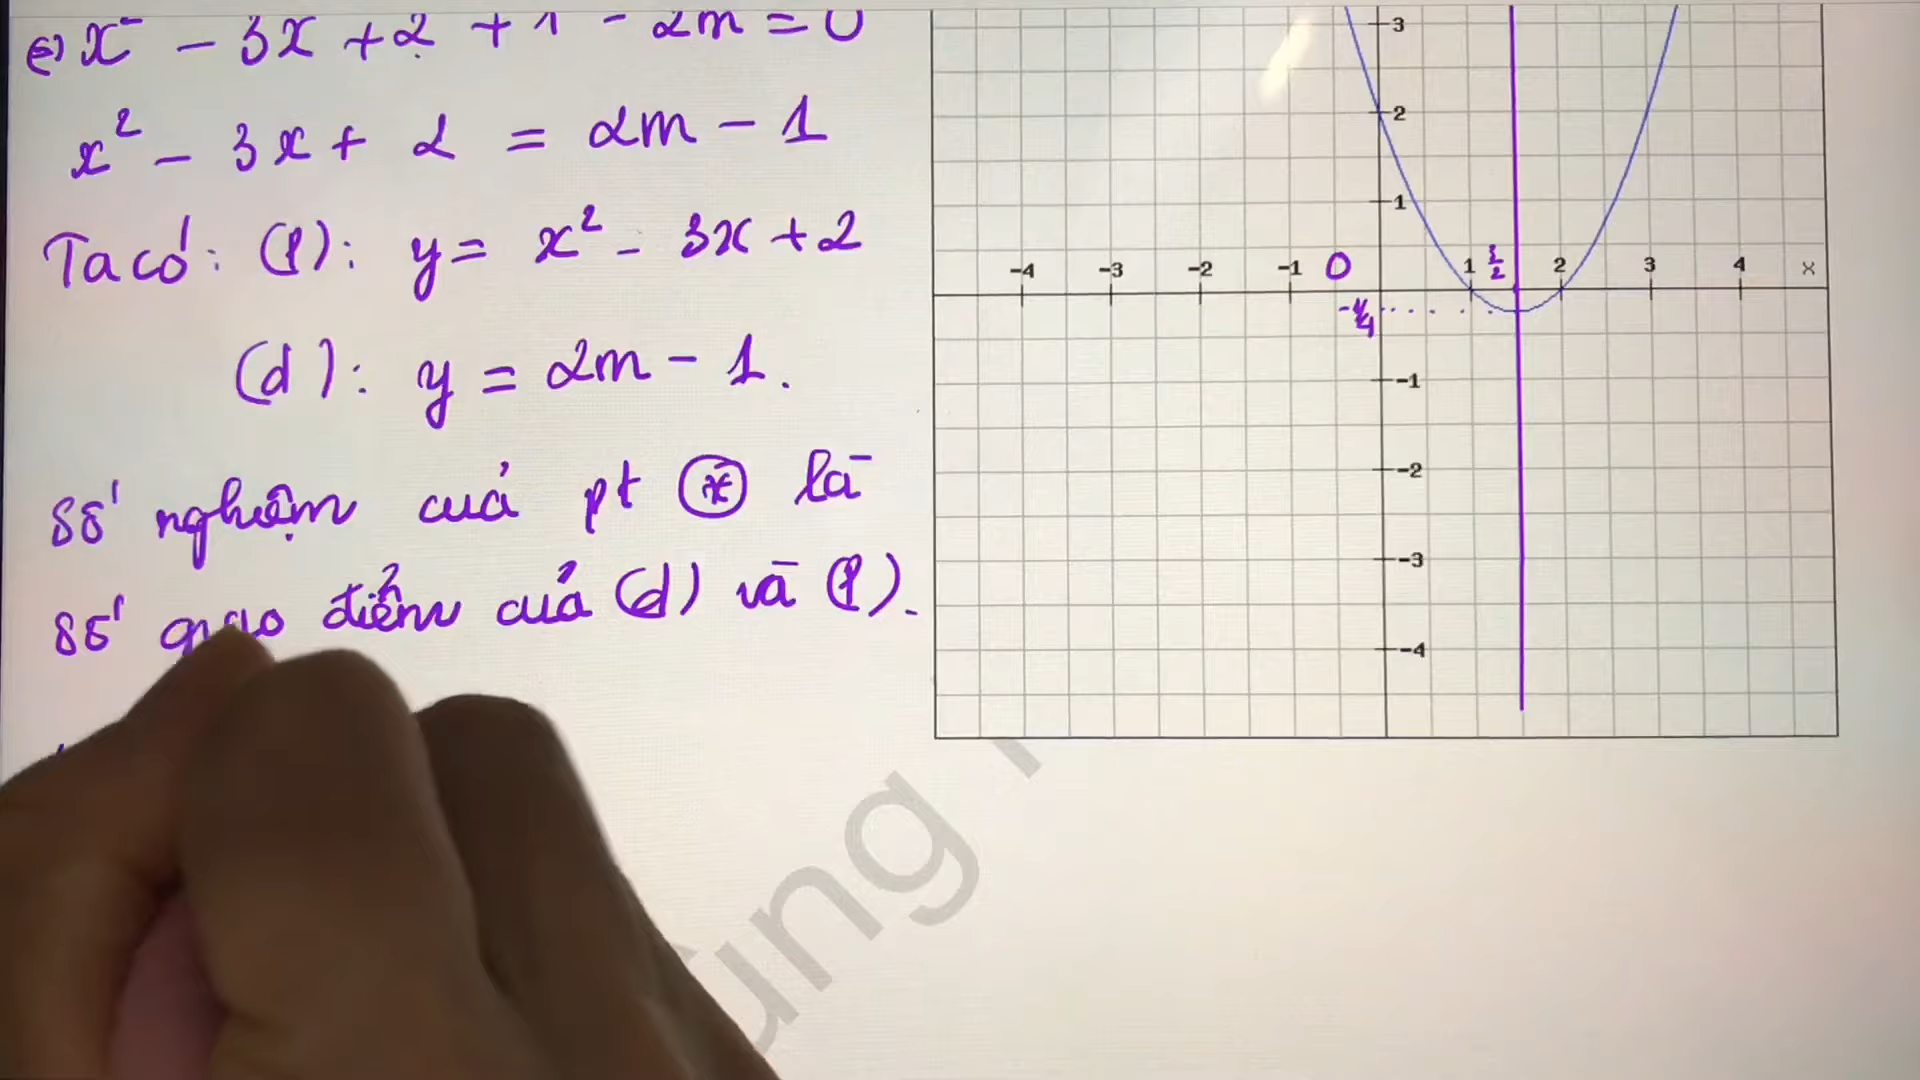 ⇔ x² - 3x + 2 + 1 - 2m = 0
x² - 3x + 2 = 2m - 1
Ta có: (P): y = x² - 3x + 2
(d): y = 2m - 1.
Số nghiệm của pt (*) là
Số giao điểm của (d) và (P).
3
2
1
-4 -3 -2 -1 O 1 3/2 2 3 4 x
-1/4
-1
-2
-3
-4
ùng